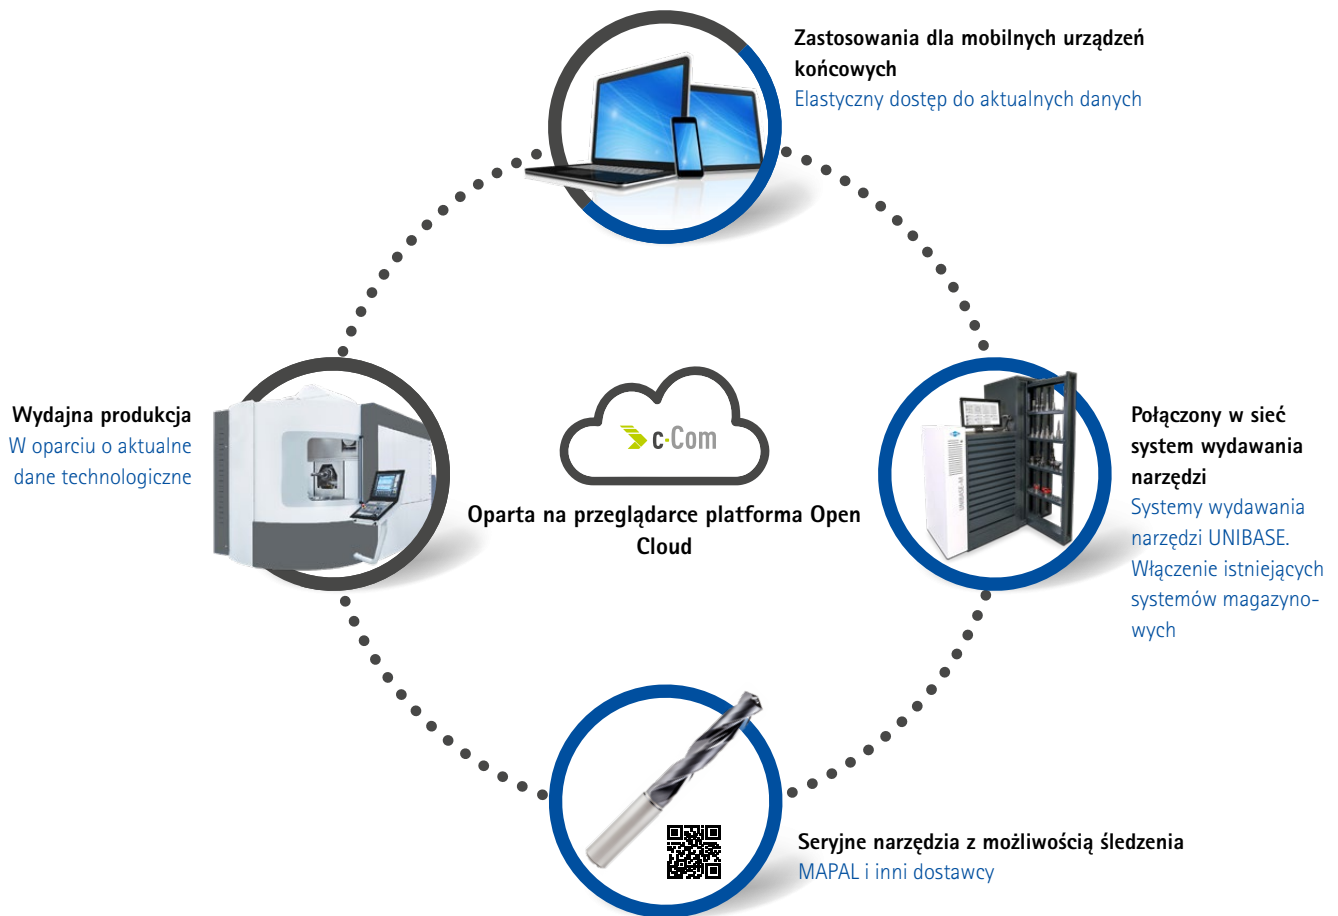 Zastosowania dla mobilnych urządzeń
końcowych
Elastyczny dostęp do aktualnych danych
Wydajna produkcja
W oparciu o aktualne
dane technologiczne
c-Com
Oparta na przeglądarce platforma Open
Cloud
UNIBASE-M
Połączony w sieć
system wydawania
narzędzi
Systemy wydawania
narzędzi UNIBASE.
Włączenie istniejących
systemów magazyno-
wych
Seryjne narzędzia z możliwością śledzenia
MAPAL i inni dostawcy